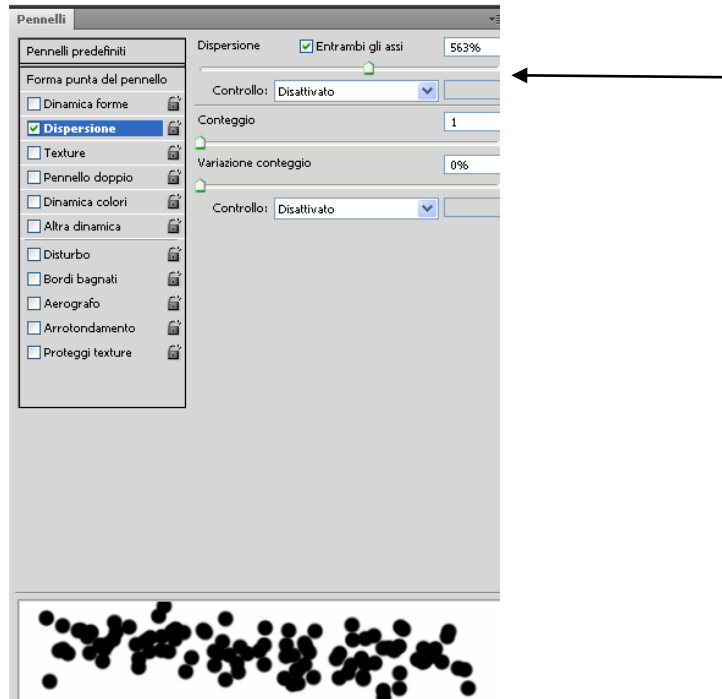 Pennelli
Pennelli predefiniti
Forma punta del pennello
Dinamica forme
Dispersione
Texture
Pennello doppio
Dinamica colori
Altra dinamica
Disturbo
Bordi bagnati
Aerografo
Arrotondamento
Proteggi texture
Dispersione Entrambi gli assi 563%
Controllo: Disattivato
Conteggio 1
Variazione conteggio 0%
Controllo: Disattivato